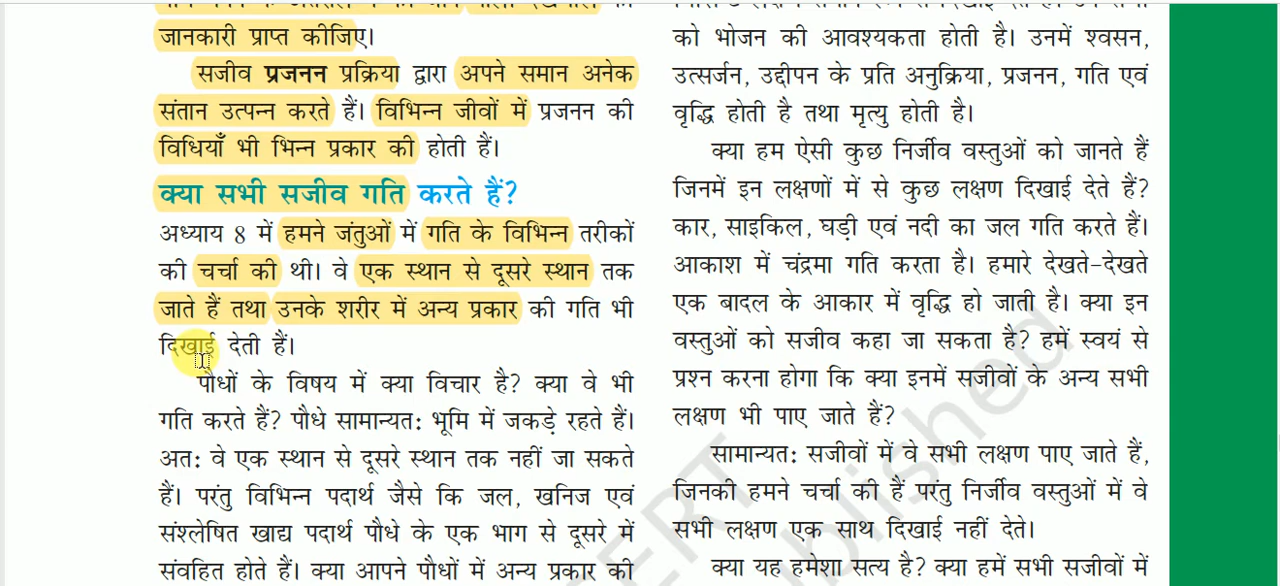 जानकारी प्राप्त कीजिए।
सजीव प्रजनन प्रक्रिया द्वारा अपने समान अनेक
संतान उत्पन्न करते हैं। विभिन्न जीवों में प्रजनन की
विधियाँ भी भिन्न प्रकार की होती हैं।
क्या सभी सजीव गति करते हैं?
अध्याय 8 में हमने जंतुओं में गति के विभिन्न तरीकों
की चर्चा की थी। वे एक स्थान से दूसरे स्थान तक
जाते हैं तथा उनके शरीर में अन्य प्रकार की गति भी
दिखाई देती हैं।
पौधों के विषय में क्या विचार है? क्या वे भी
गति करते हैं? पौधे सामान्यत: भूमि में जकड़े रहते हैं।
अत: वे एक स्थान से दूसरे स्थान तक नहीं जा सकते
हैं। परंतु विभिन्न पदार्थ जैसे कि जल, खनिज एवं
संश्लेषित खाद्य पदार्थ पौधे के एक भाग से दूसरे में
संवहित होते हैं। क्या आपने पौधों में अन्य प्रकार की
को भोजन की आवश्यकता होती है। उनमें श्वसन,
उत्सर्जन, उद्दीपन के प्रति अनुक्रिया, प्रजनन, गति एवं
वृद्धि होती है तथा मृत्यु होती है।
क्या हम ऐसी कुछ निर्जीव वस्तुओं को जानते हैं
जिनमें इन लक्षणों में से कुछ लक्षण दिखाई देते हैं?
कार, साइकिल, घड़ी एवं नदी का जल गति करते हैं।
आकाश में चंद्रमा गति करता है। हमारे देखते-देखते
एक बादल के आकार में वृद्धि हो जाती है। क्या इन
वस्तुओं को सजीव कहा जा सकता है? हमें स्वयं से
प्रश्न करना होगा कि क्या इनमें सजीवों के अन्य सभी
लक्षण भी पाए जाते हैं?
सामान्यत: सजीवों में वे सभी लक्षण पाए जाते हैं,
जिनकी हमने चर्चा की हैं परंतु निर्जीव वस्तुओं में वे
सभी लक्षण एक साथ दिखाई नहीं देते।
क्या यह हमेशा सत्य है? क्या हमें सभी सजीवों में